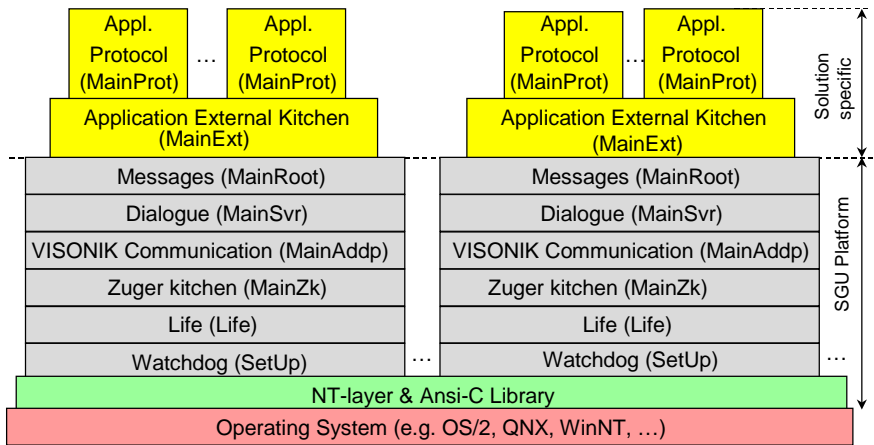 Appl.
Protocol
(MainProt)
...
Appl.
Protocol
(MainProt)
Application External Kitchen
(MainExt)
Messages (MainRoot)
Dialogue (MainSvr)
VISONIK Communication (MainAddp)
Zuger kitchen (MainZk)
Life (Life)
Watchdog (SetUp)
...
Appl.
Protocol
(MainProt)
...
Appl.
Protocol
(MainProt)
Application External Kitchen
(MainExt)
Messages (MainRoot)
Dialogue (MainSvr)
VISONIK Communication (MainAddp)
Zuger kitchen (MainZk)
Life (Life)
Watchdog (SetUp)
...
Solution
specific
SGU Platform
NT-layer & Ansi-C Library
Operating System (e.g. OS/2, QNX, WinNT, ...)